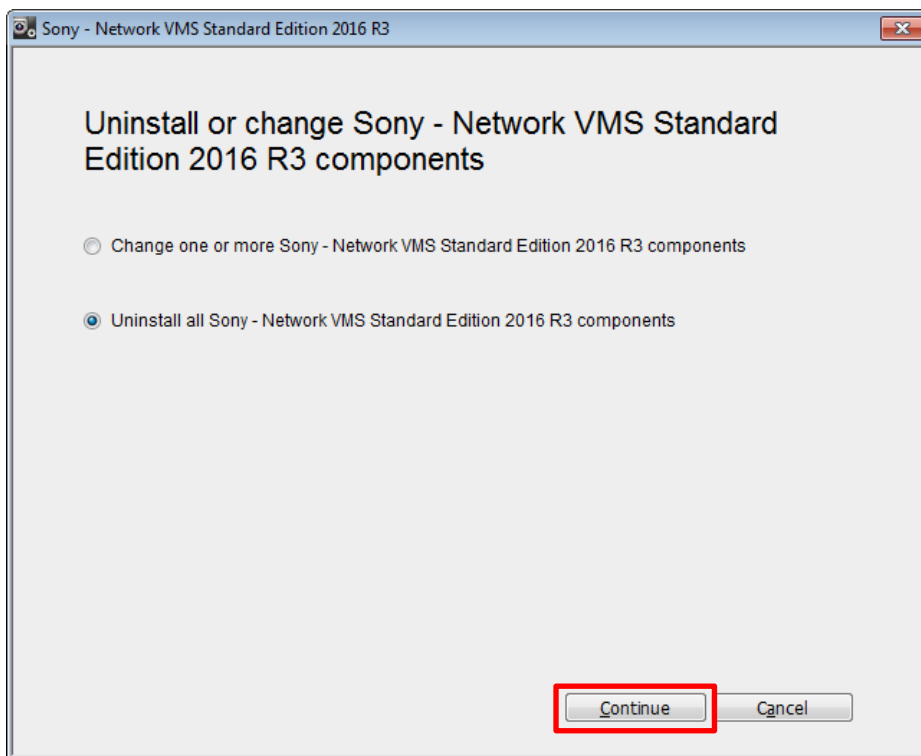 Sony - Network VMS Standard Edition 2016 R3
Uninstall or change Sony - Network VMS Standard
Edition 2016 R3 components
Change one or more Sony - Network VMS Standard Edition 2016 R3 components
Uninstall all Sony - Network VMS Standard Edition 2016 R3 components
Continue
Cancel